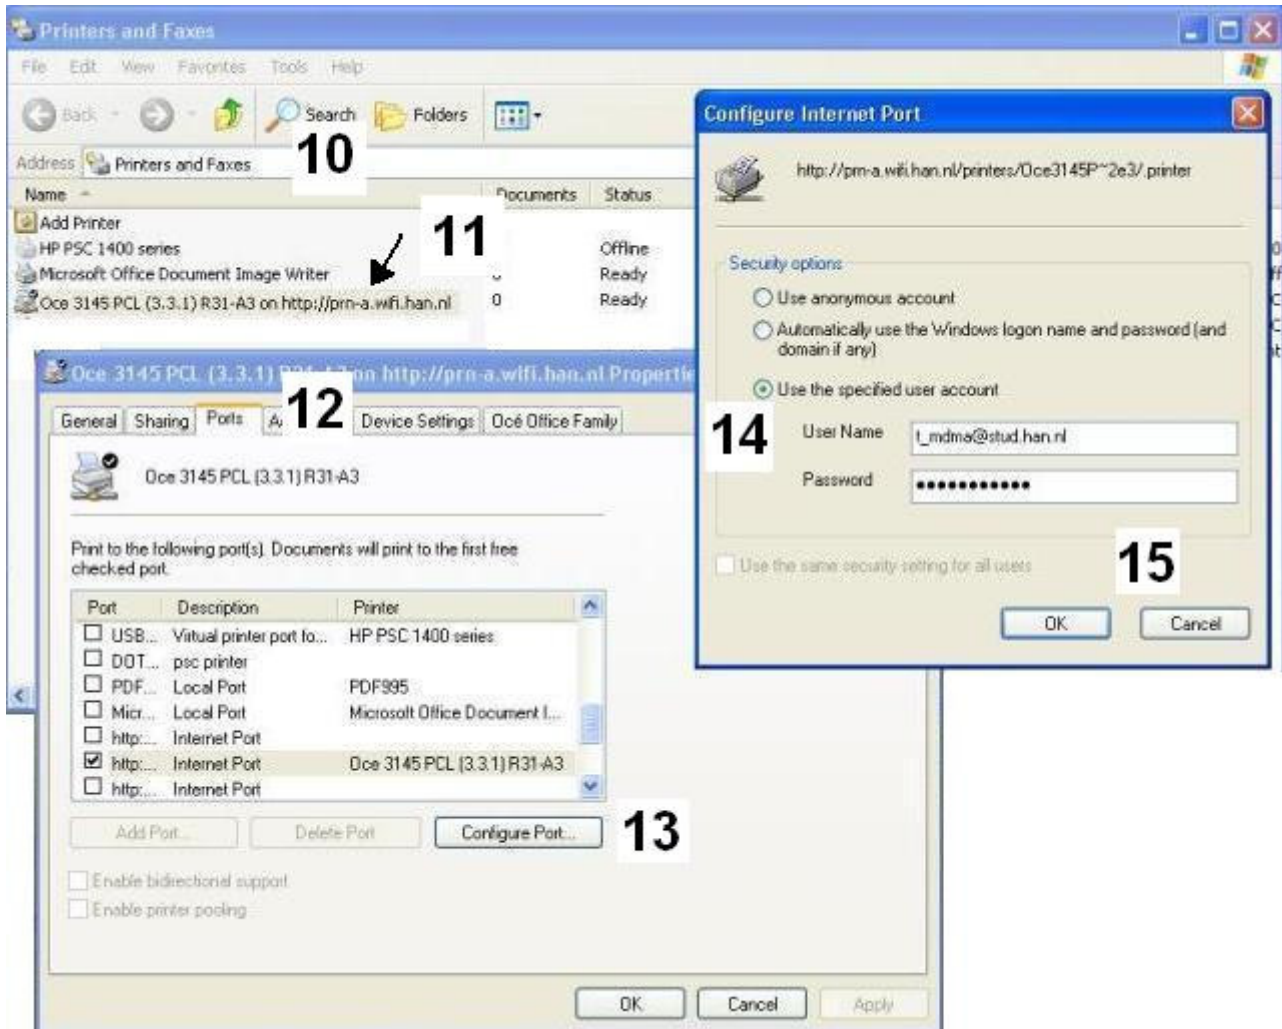 Printers and Faxes
File Edit View Favorites Tools Help
Back Search Folders
10
Address Printers and Faxes
Name Documents Status
Add Printer
HP PSC 1400 series Offline
Microsoft Office Document Image Writer Ready
Oce 3145 PCL (3.3.1) R31-A3 on http://prn-a.wifi.han.nl 0 Ready
11
Oce 3145 PCL (3.3.1) on http://prn-a.wifi.han.nl
12
General Sharing Ports Device Settings Océ Office Family
Oce 3145 PCL (3.3.1) R31-A3
Print to the following port(s). Documents will print to the first free
checked port.
Port Description Printer
USB... Virtual printer port fo... HP PSC 1400 series
DOT... psc printer
PDF... Local Port PDF995
Micr... Local Port Microsoft Office Document I...
http:... Internet Port
http:... Internet Port Oce 3145 PCL (3.3.1) R31-A3
http:... Internet Port
Add Port... Delete Port Configure Port...
13
Enable bidirectional support
Enable printer pooling
OK Cancel Apply
Configure Internet Port
http://prn-a.wifi.han.nl/printers/Oce3145P~2e3/.printer
Security options
Use anonymous account
Automatically use the Windows logon name and password (and
domain if any)
Use the specified user account
14
User Name t_mdma@stud.han.nl
Password
15
Use the same security setting for all users
OK Cancel